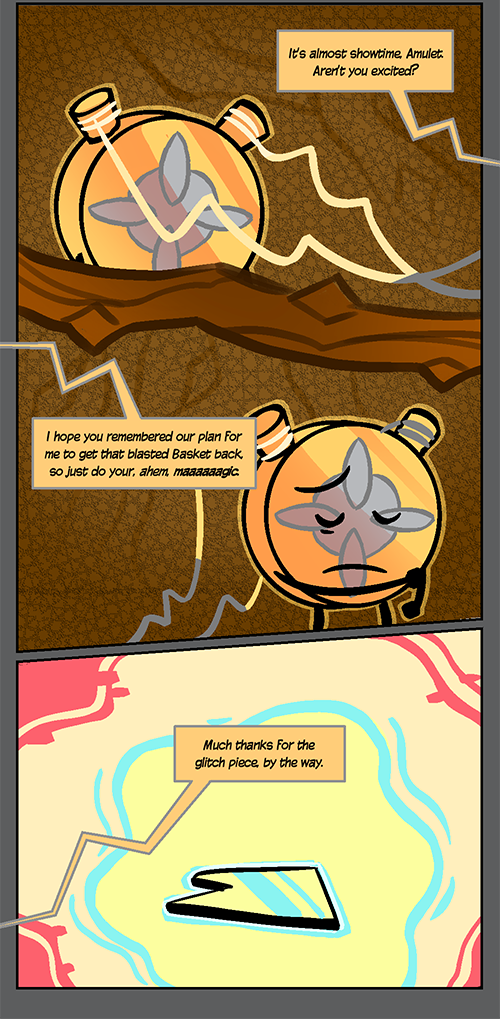 It's almost showtime, Amulet.
Aren't you excited?
I hope you remembered our plan for
me to get that blasted Basket back,
so just do your, ahem, maaaaaagic.
Much thanks for the
glitch piece, by the way.